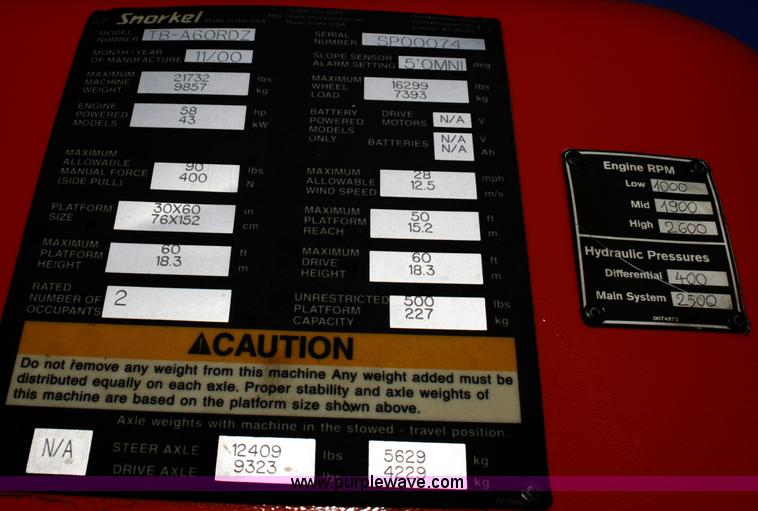 Snorkel
Made in the USA
MODEL NUMBER TB-A60RDZ
SERIAL NUMBER SP00074
MONTH / YEAR OF MANUFACTURE 11/00
SLOPE SENSOR ALARM SETTING 5°OMNI deg
MAXIMUM MACHINE WEIGHT 21732 lbs
9857 kg
MAXIMUM WHEEL LOAD 16299 lbs
7393 kg
ENGINE POWERED MODELS 58 hp
43 kW
BATTERY POWERED MODELS ONLY
DRIVE MOTORS N/A V
BATTERIES N/A V
N/A Ah
MAXIMUM ALLOWABLE MANUAL FORCE (SIDE PULL) 90 lbs
400 N
MAXIMUM ALLOWABLE WIND SPEED 28 mph
12.5 m/s
PLATFORM SIZE 30X60 in
76X152 cm
MAXIMUM PLATFORM REACH 50 ft
15.2 m
MAXIMUM PLATFORM HEIGHT 60 ft
18.3 m
MAXIMUM DRIVE HEIGHT 60 ft
18.3 m
RATED NUMBER OF OCCUPANTS 2
UNRESTRICTED PLATFORM CAPACITY 500 lbs
227 kg
CAUTION
Do not remove any weight from this machine Any weight added must be
distributed equally on each axle. Proper stability and axle weights of
this machine are based on the platform size shown above.
Axle weights with machine in the stowed - travel position.
N/A
STEER AXLE 12409 lbs 5629 kg
DRIVE AXLE 9323 lbs 4229 kg
Engine RPM
Low 1000
Mid 1900
High 2600
Hydraulic Pressures
Differential 400
Main System 2500
0074873
www.purplewave.com